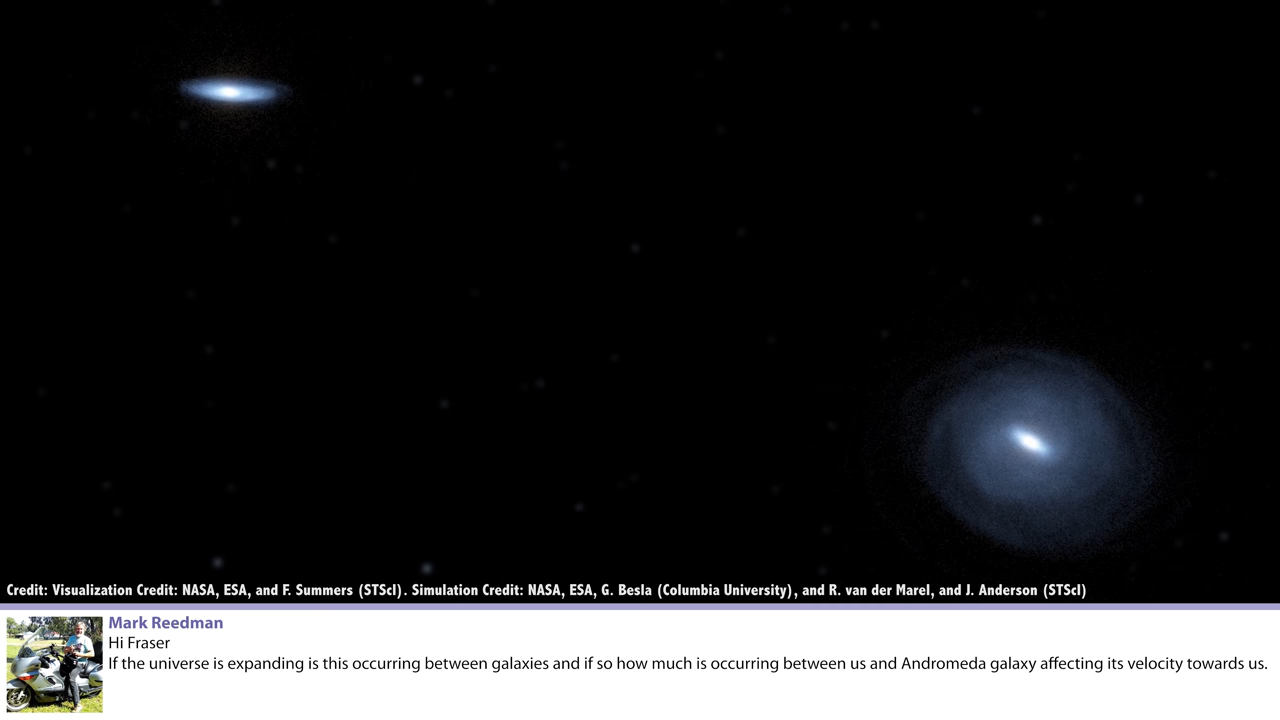 Credit: Visualization Credit: NASA, ESA, and F. Summers (STScI). Simulation Credit: NASA, ESA, G. Besla (Columbia University), and R. van der Marel, and J. Anderson (STScI)
Mark Reedman
Hi Fraser
If the universe is expanding is this occurring between galaxies and if so how much is occurring between us and Andromeda galaxy affecting its velocity towards us.